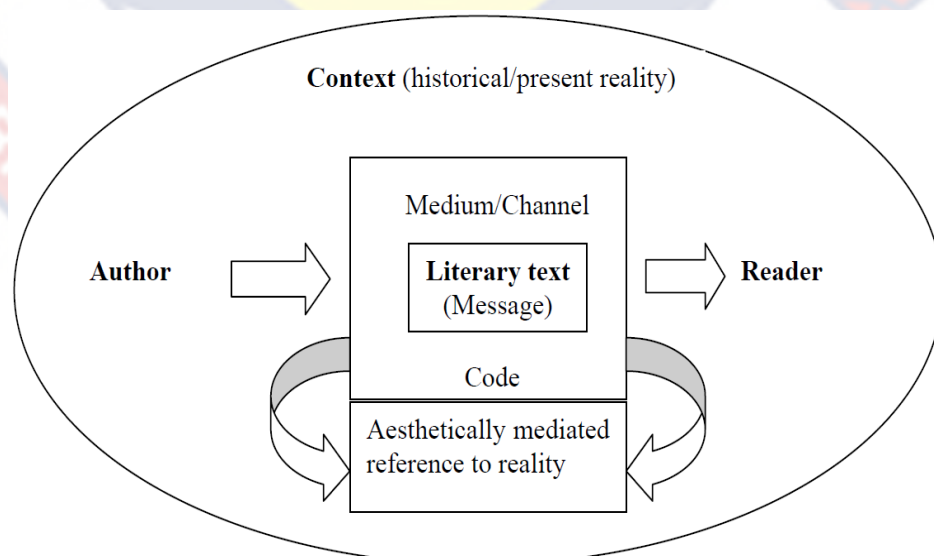 Context (historical/present reality)
Medium/Channel
Author
Literary text
(Message)
Reader
Code
Aesthetically mediated
reference to reality